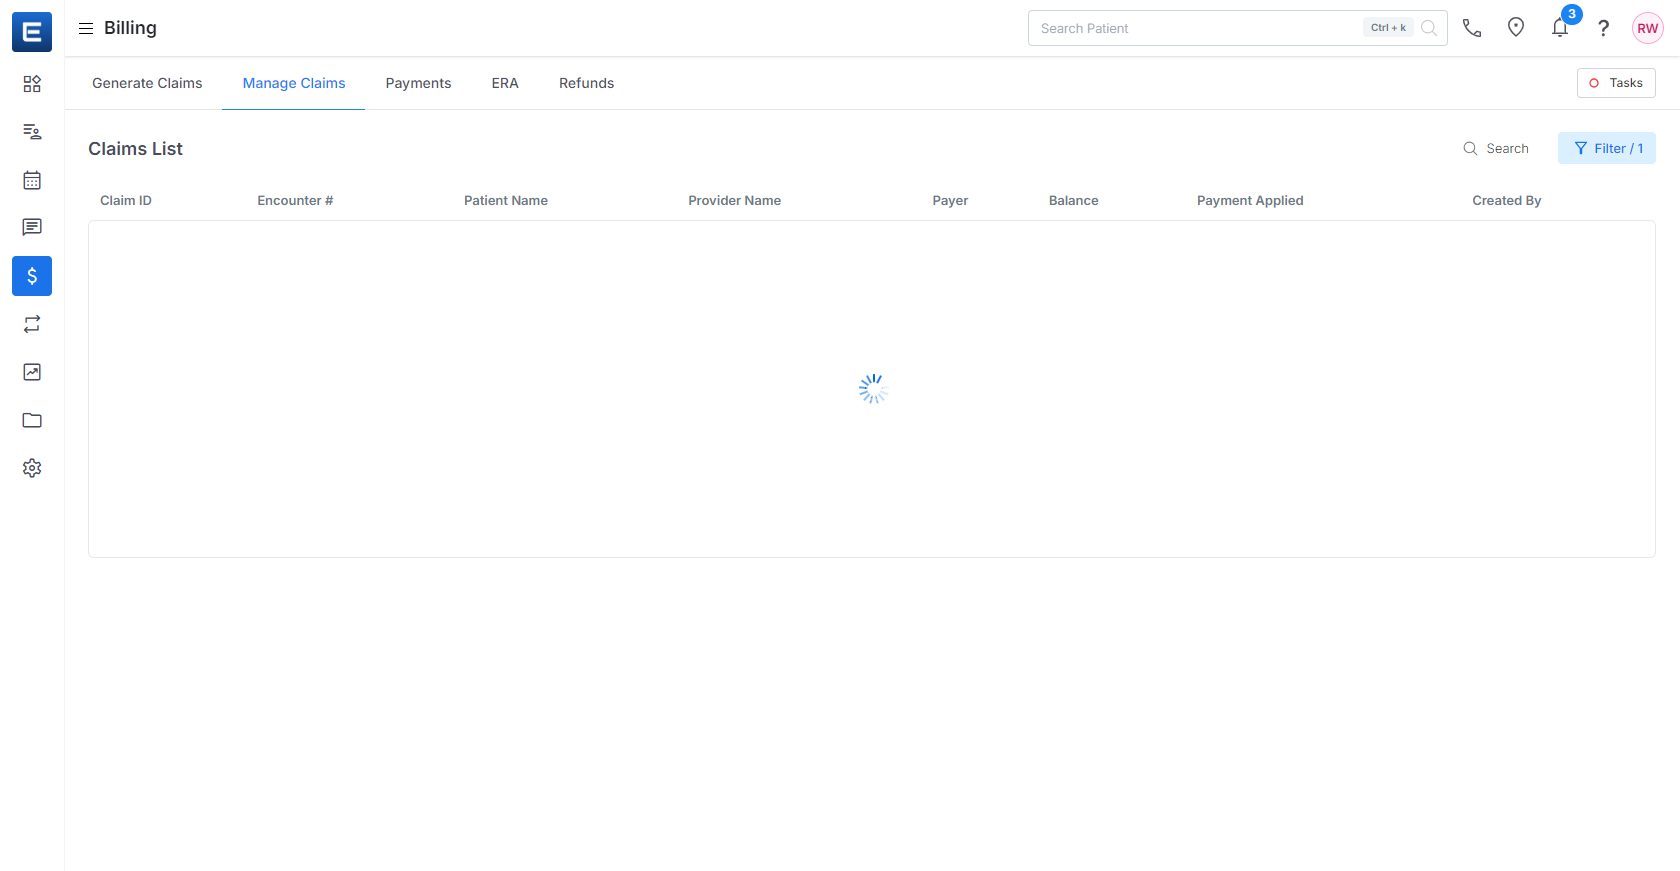 Billing
Search Patient
Ctrl + k
3
?
RW
Generate Claims
Manage Claims
Payments
ERA
Refunds
Tasks
Claims List
Search
Filter / 1
Claim ID
Encounter #
Patient Name
Provider Name
Payer
Balance
Payment Applied
Created By